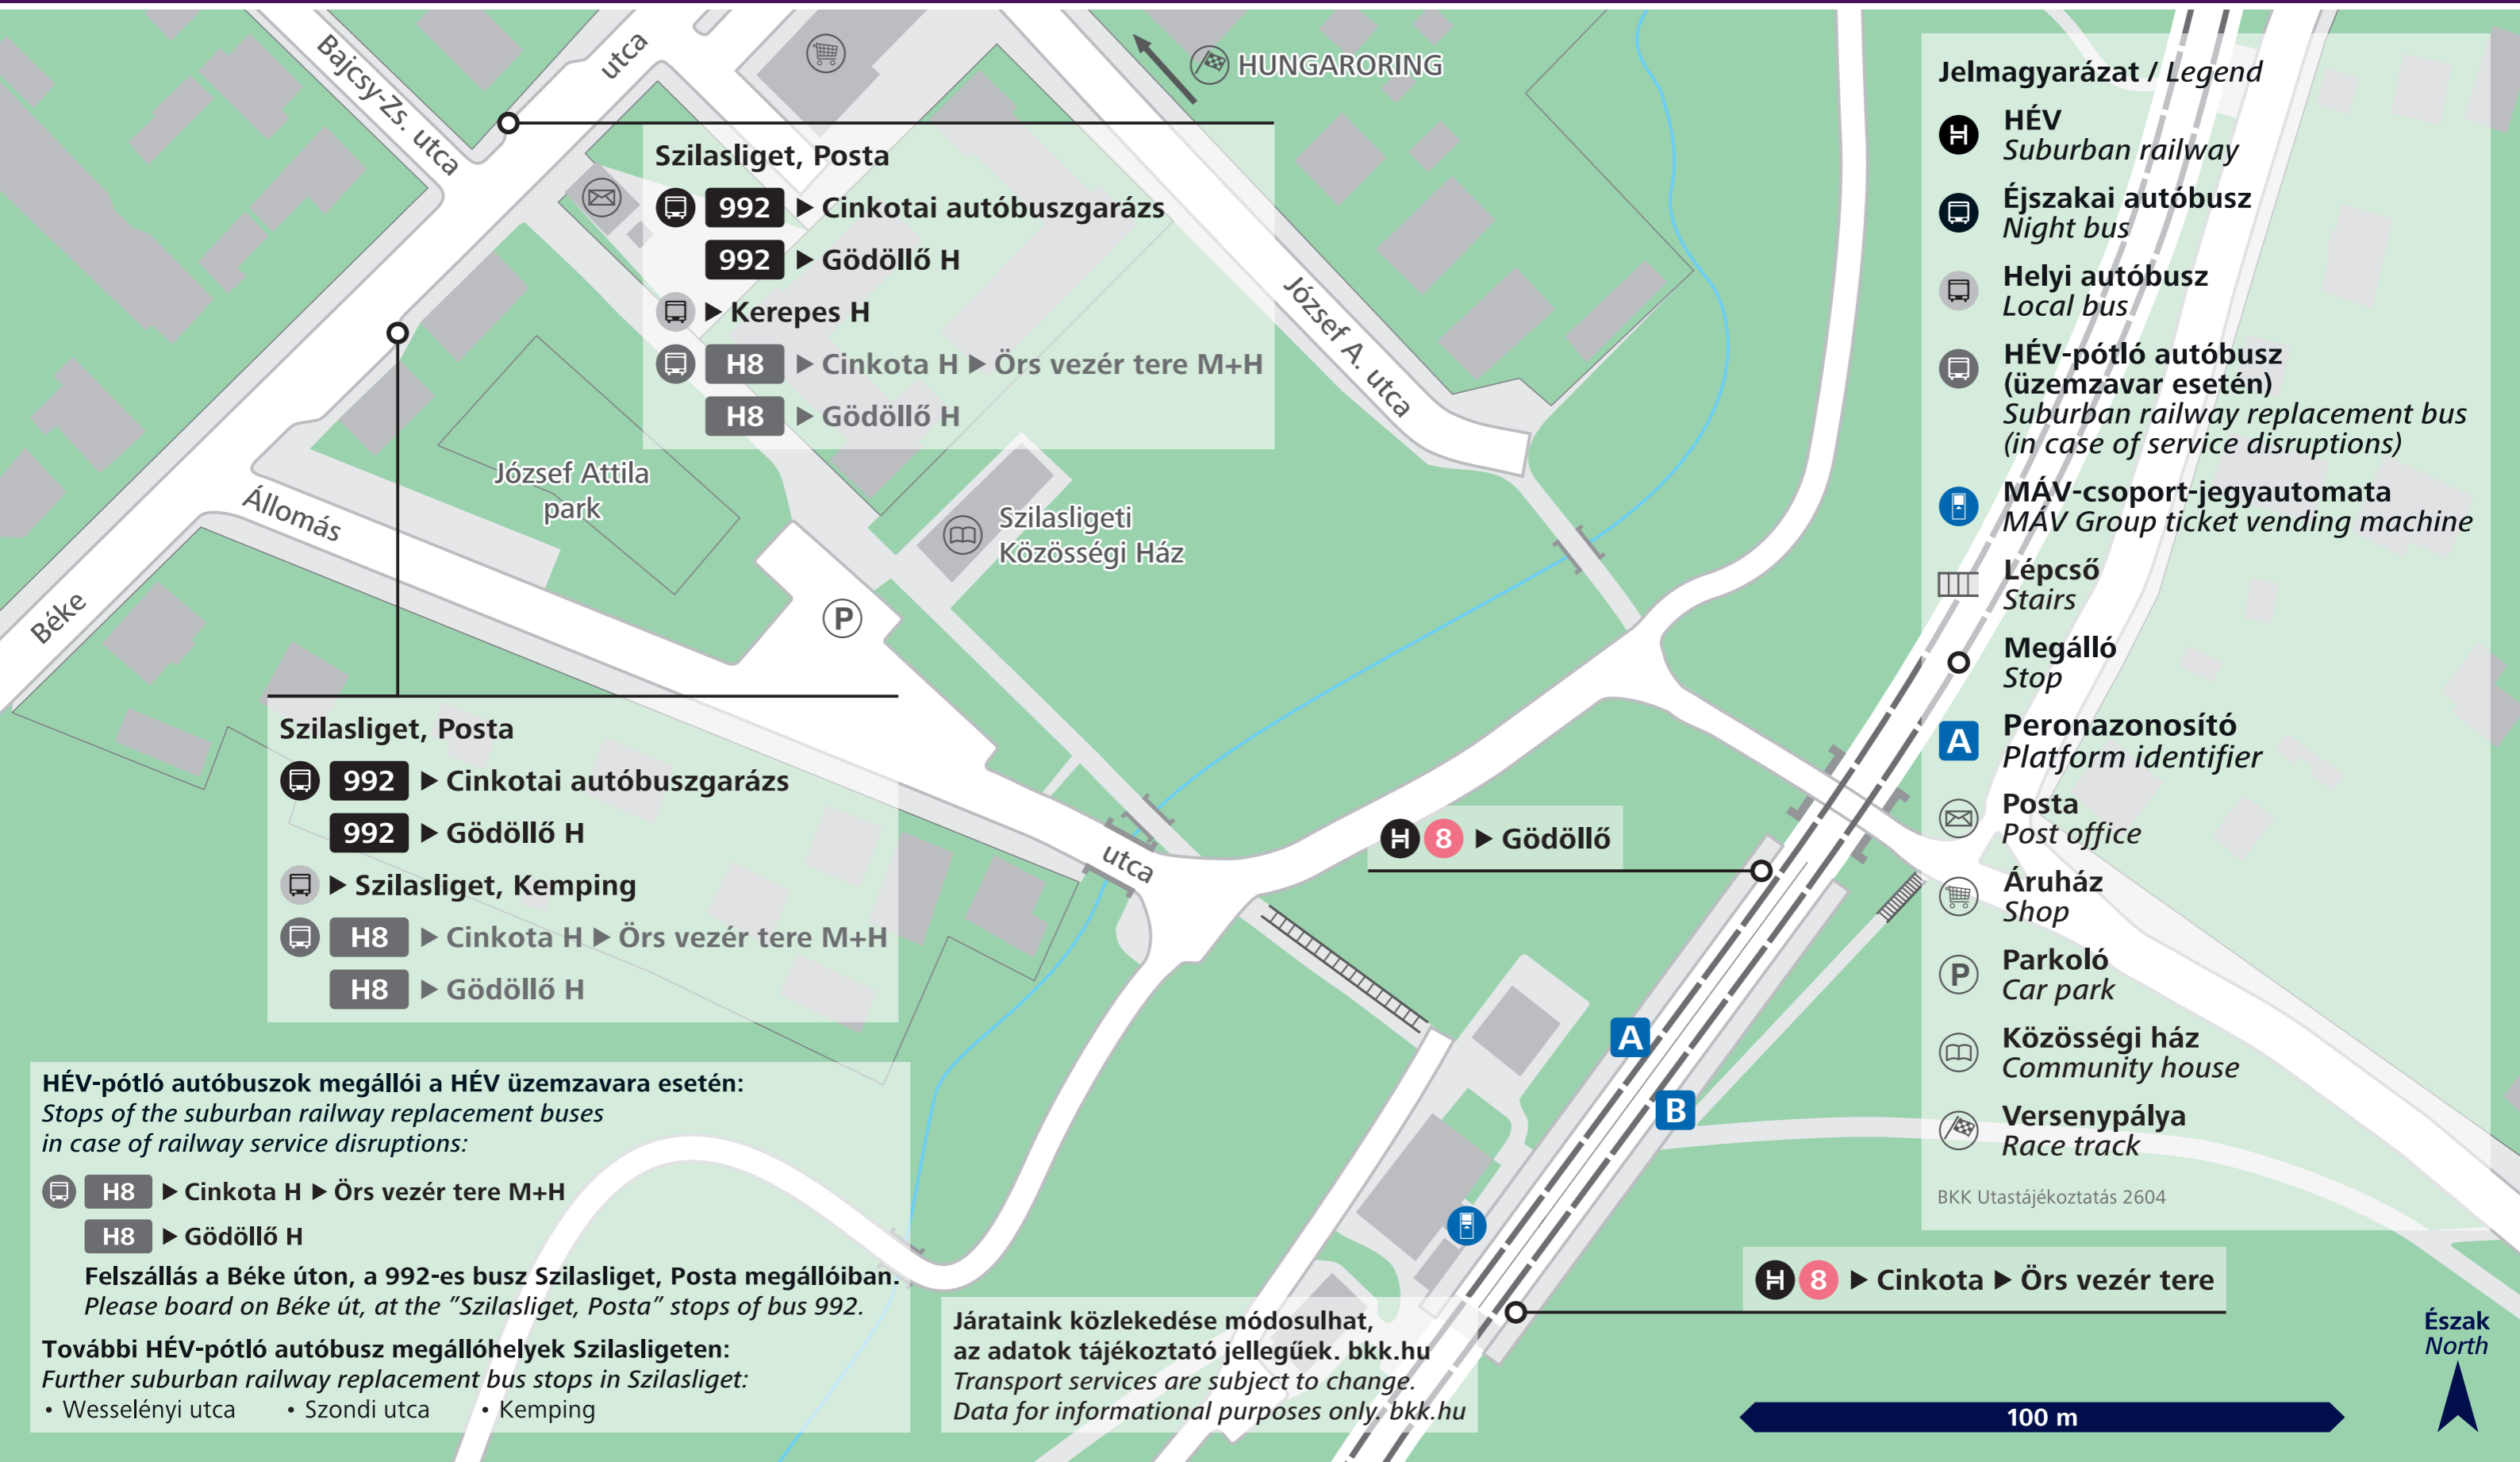 Bajcsy-Zs. utca
utca
HUNGARORING
Szilasliget, Posta
992 ▶ Cinkotai autóbuszgarázs
992 ▶ Gödöllő H
▶ Kerepes H
H8 ▶ Cinkota H ▶ Örs vezér tere M+H
H8 ▶ Gödöllő H
József A. utca
József Attila
park
Szilasligeti
Közösségi Ház
Állomás
Béke
P
Szilasliget, Posta
992 ▶ Cinkotai autóbuszgarázs
992 ▶ Gödöllő H
▶ Szilasliget, Kemping
H8 ▶ Cinkota H ▶ Örs vezér tere M+H
H8 ▶ Gödöllő H
utca
H 8 ▶ Gödöllő
A
B
H 8 ▶ Cinkota ▶ Örs vezér tere
HÉV-pótló autóbuszok megállói a HÉV üzemzavara esetén:
Stops of the suburban railway replacement buses
in case of railway service disruptions:
H8 ▶ Cinkota H ▶ Örs vezér tere M+H
H8 ▶ Gödöllő H
Felszállás a Béke úton, a 992-es busz Szilasliget, Posta megállóiban.
Please board on Béke út, at the ″Szilasliget, Posta″ stops of bus 992.
További HÉV-pótló autóbusz megállóhelyek Szilasligeten:
Further suburban railway replacement bus stops in Szilasliget:
• Wesselényi utca • Szondi utca • Kemping
Járataink közlekedése módosulhat,
az adatok tájékoztató jellegűek. bkk.hu
Transport services are subject to change.
Data for informational purposes only. bkk.hu
Jelmagyarázat / Legend
H HÉV
Suburban railway
Éjszakai autóbusz
Night bus
Helyi autóbusz
Local bus
HÉV-pótló autóbusz
(üzemzavar esetén)
Suburban railway replacement bus
(in case of service disruptions)
MÁV-csoport-jegyautomata
MÁV Group ticket vending machine
Lépcső
Stairs
Megálló
Stop
A Peronazonosító
Platform identifier
Posta
Post office
Áruház
Shop
P Parkoló
Car park
Közösségi ház
Community house
Versenypálya
Race track
BKK Utastájékoztatás 2604
Észak
North
100 m